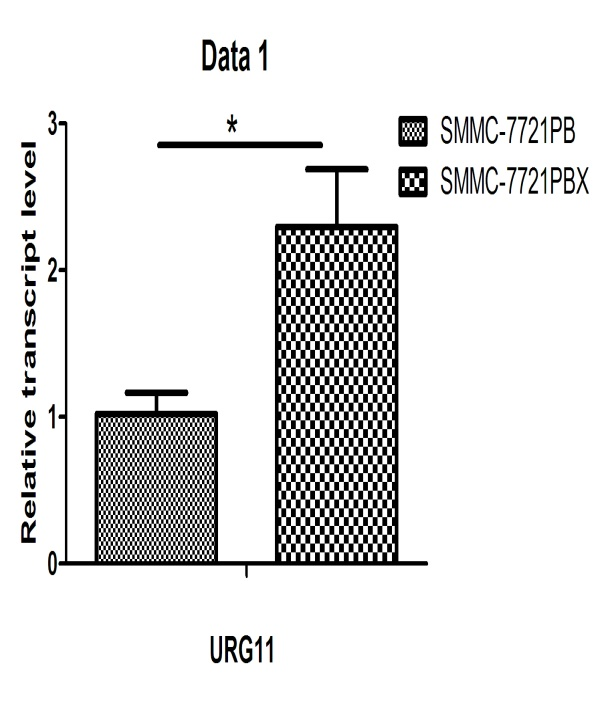 Data 1
*
SMMC-7721PB
SMMC-7721PBX
Relative transcript level
3
2
1
0
URG11